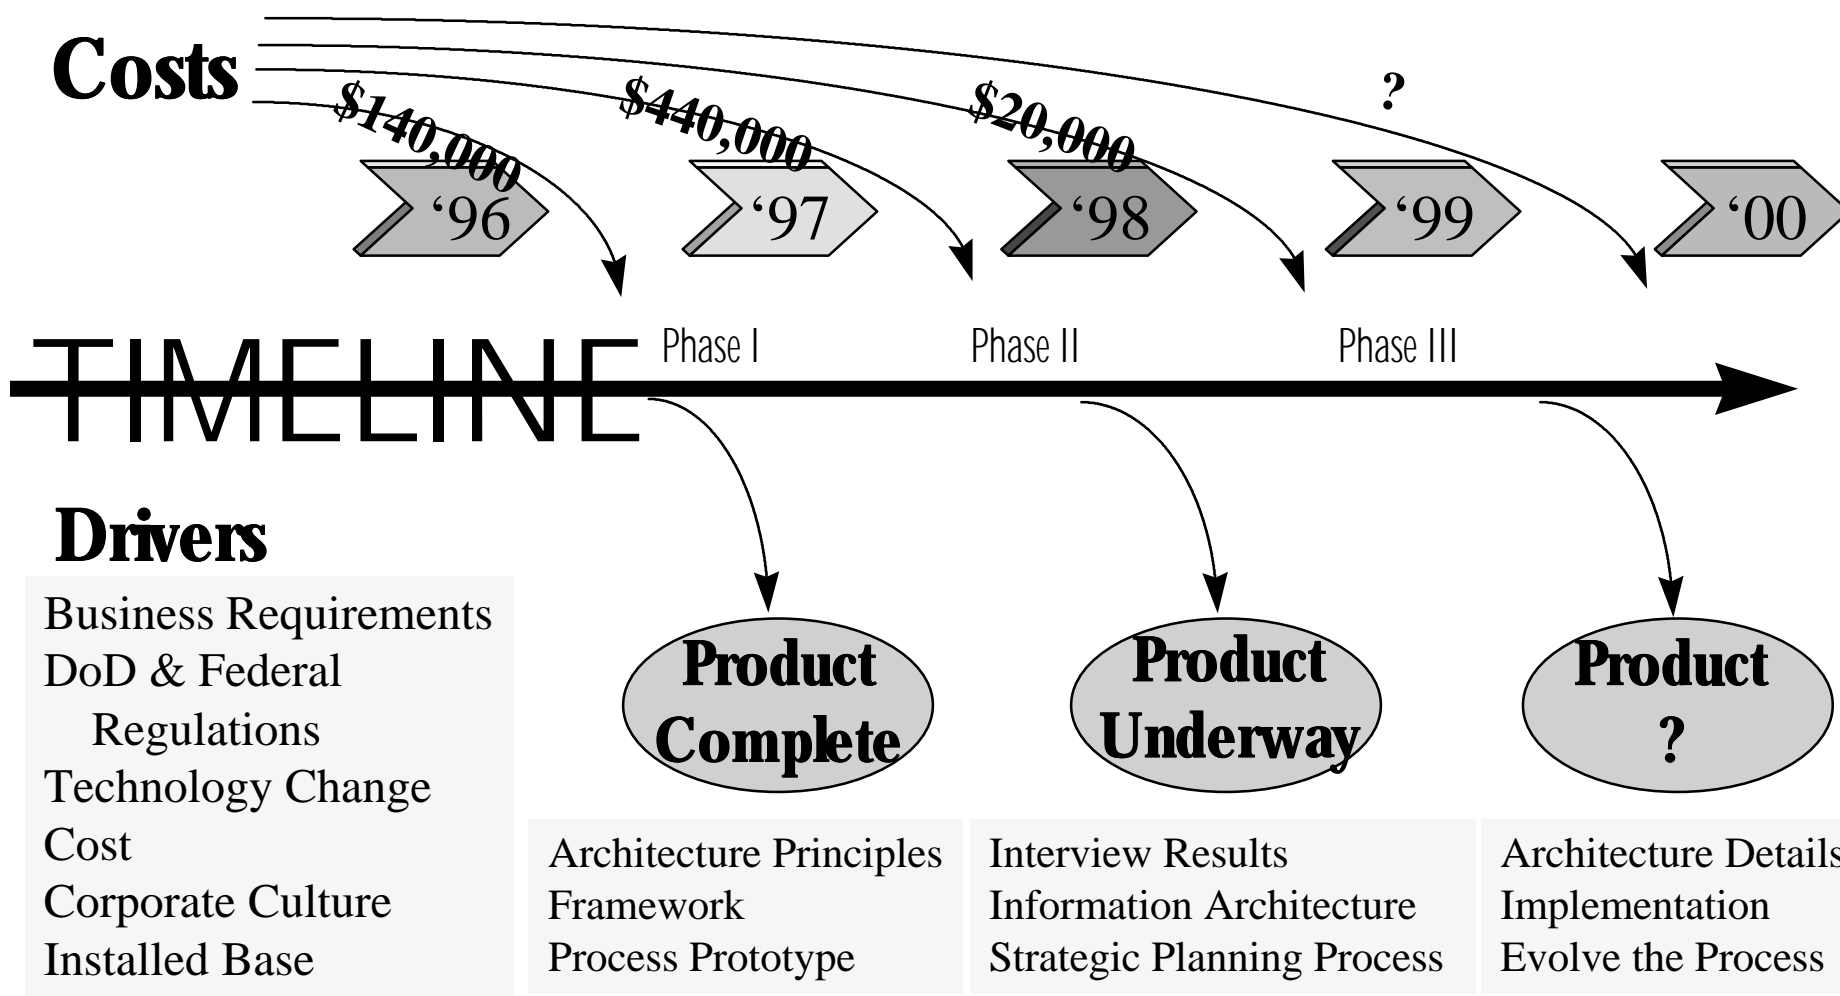 Costs
$140,000
$440,000
$20,000
?
‘96
‘97
‘98
‘99
‘00
Phase I
Phase II
Phase III
TIMELINE
Drivers
Business Requirements
DoD & Federal
Regulations
Technology Change
Cost
Corporate Culture
Installed Base
Product
Complete
Architecture Principles
Framework
Process Prototype
Product
Underway
Interview Results
Information Architecture
Strategic Planning Process
Product
?
Architecture Details
Implementation
Evolve the Process